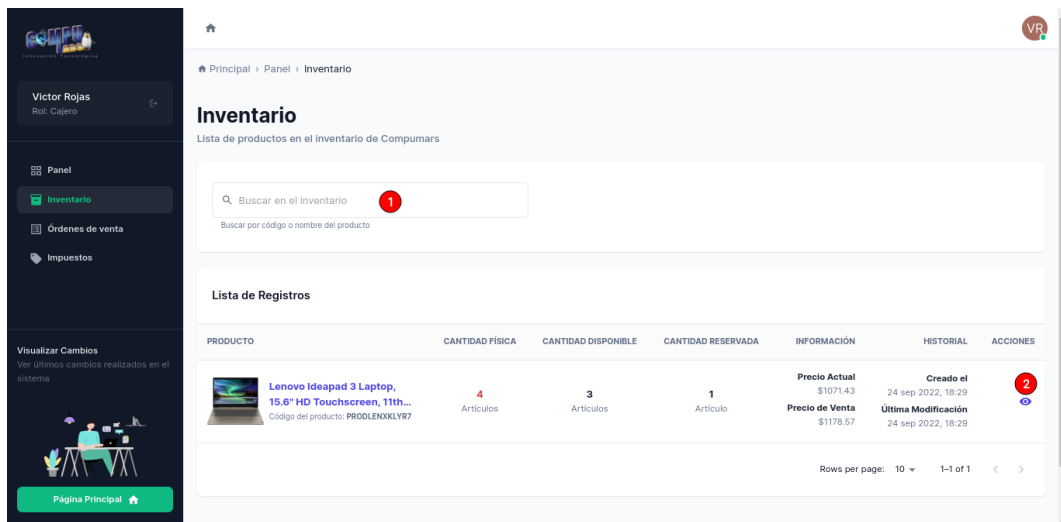 COMPU
Innovación Tecnológica
VR
Victor Rojas
Rol: Cajero
Panel
Inventario
Órdenes de venta
Impuestos
Visualizar Cambios
Ver últimos cambios realizados en el
sistema
Página Principal
Principal › Panel › Inventario
Inventario
Lista de productos en el inventario de Compumars
Buscar en el inventario
1
Buscar por código o nombre del producto
Lista de Registros
PRODUCTO CANTIDAD FÍSICA CANTIDAD DISPONIBLE CANTIDAD RESERVADA INFORMACIÓN HISTORIAL ACCIONES
Lenovo Ideapad 3 Laptop,
15.6" HD Touchscreen, 11th...
Código del producto: PRODLENXKLYR7
4
Artículos
3
Artículos
1
Artículo
Precio Actual
$1071.43
Precio de Venta
$1178.57
Creado el
24 sep 2022, 18:29
Última Modificación
24 sep 2022, 18:29
2
Rows per page: 10 1–1 of 1